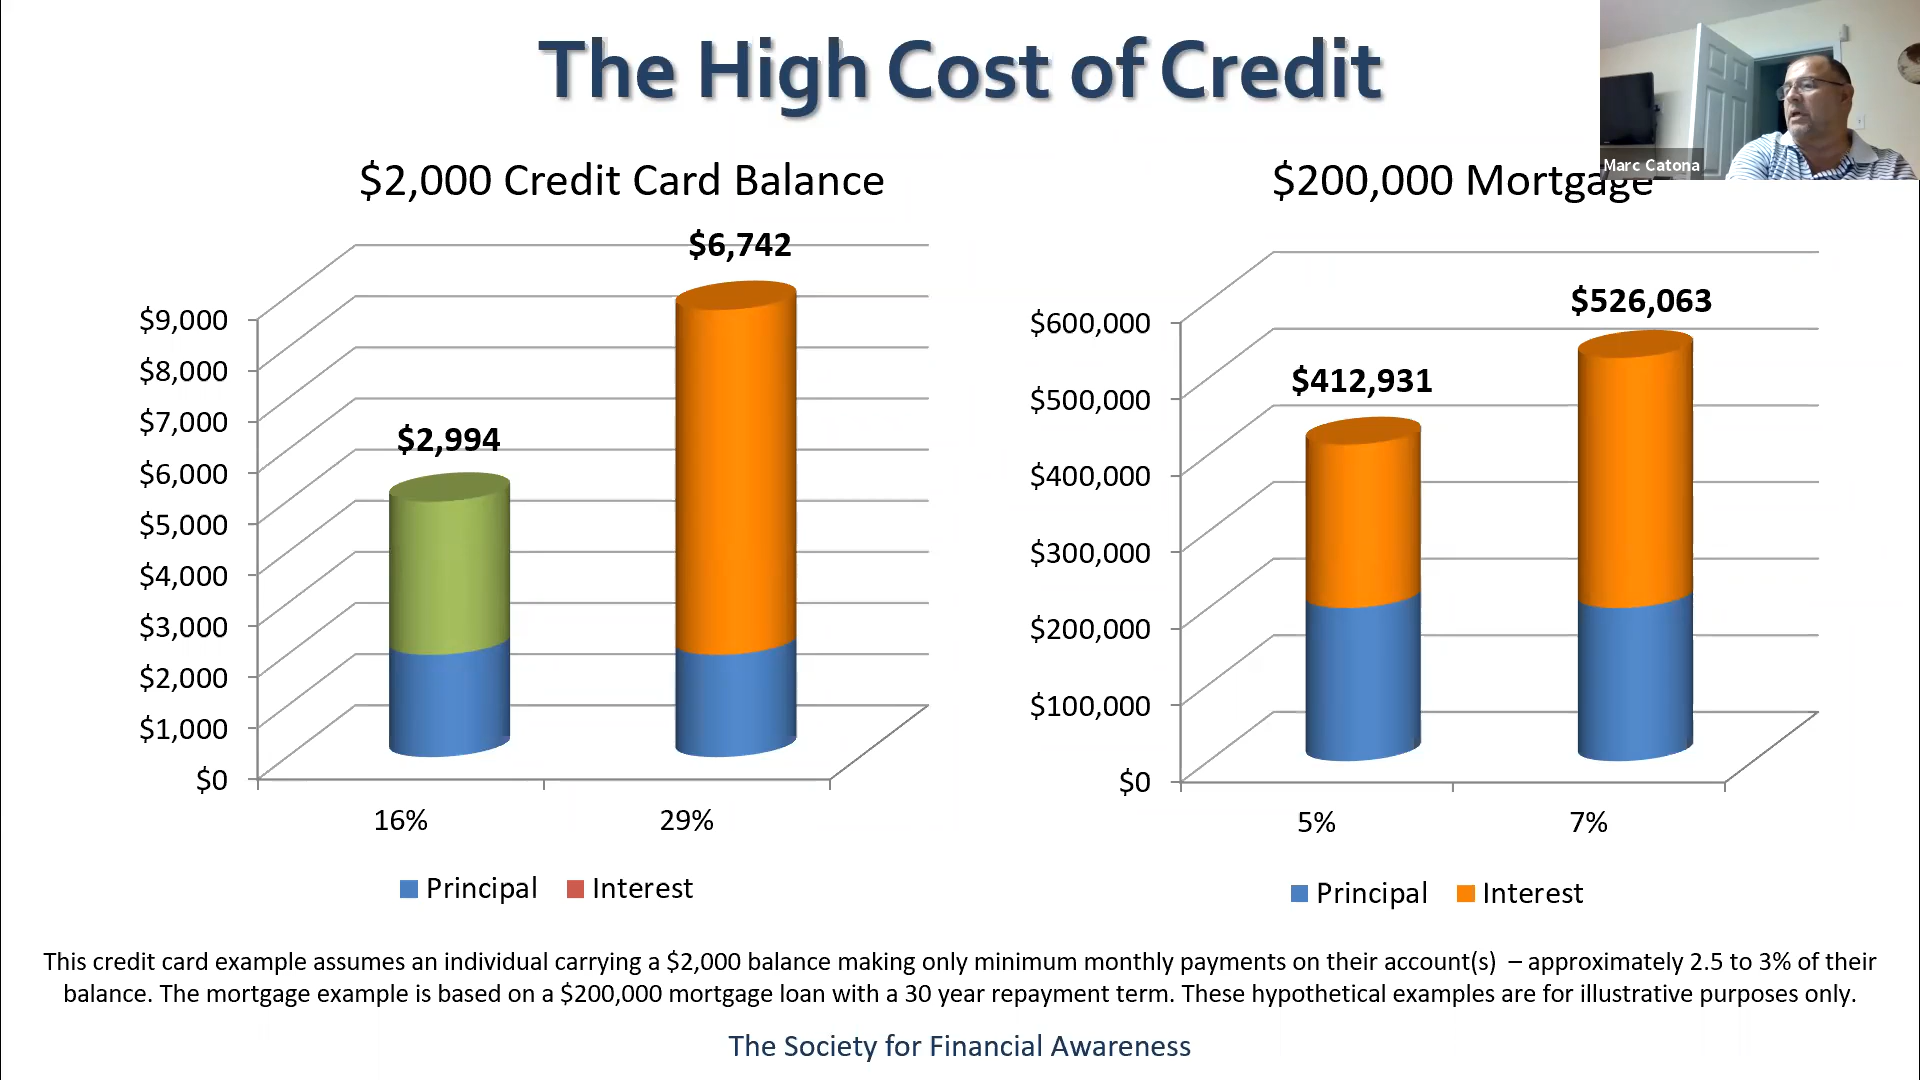 The High Cost of Credit
Marc Catona
$2,000 Credit Card Balance
$6,742
$2,994
$9,000
$8,000
$7,000
$6,000
$5,000
$4,000
$3,000
$2,000
$1,000
$0
16%
29%
Principal
Interest
$200,000 Mortgage
$526,063
$412,931
$600,000
$500,000
$400,000
$300,000
$200,000
$100,000
$0
5%
7%
Principal
Interest
This credit card example assumes an individual carrying a $2,000 balance making only minimum monthly payments on their account(s) – approximately 2.5 to 3% of their
balance. The mortgage example is based on a $200,000 mortgage loan with a 30 year repayment term. These hypothetical examples are for illustrative purposes only.
The Society for Financial Awareness